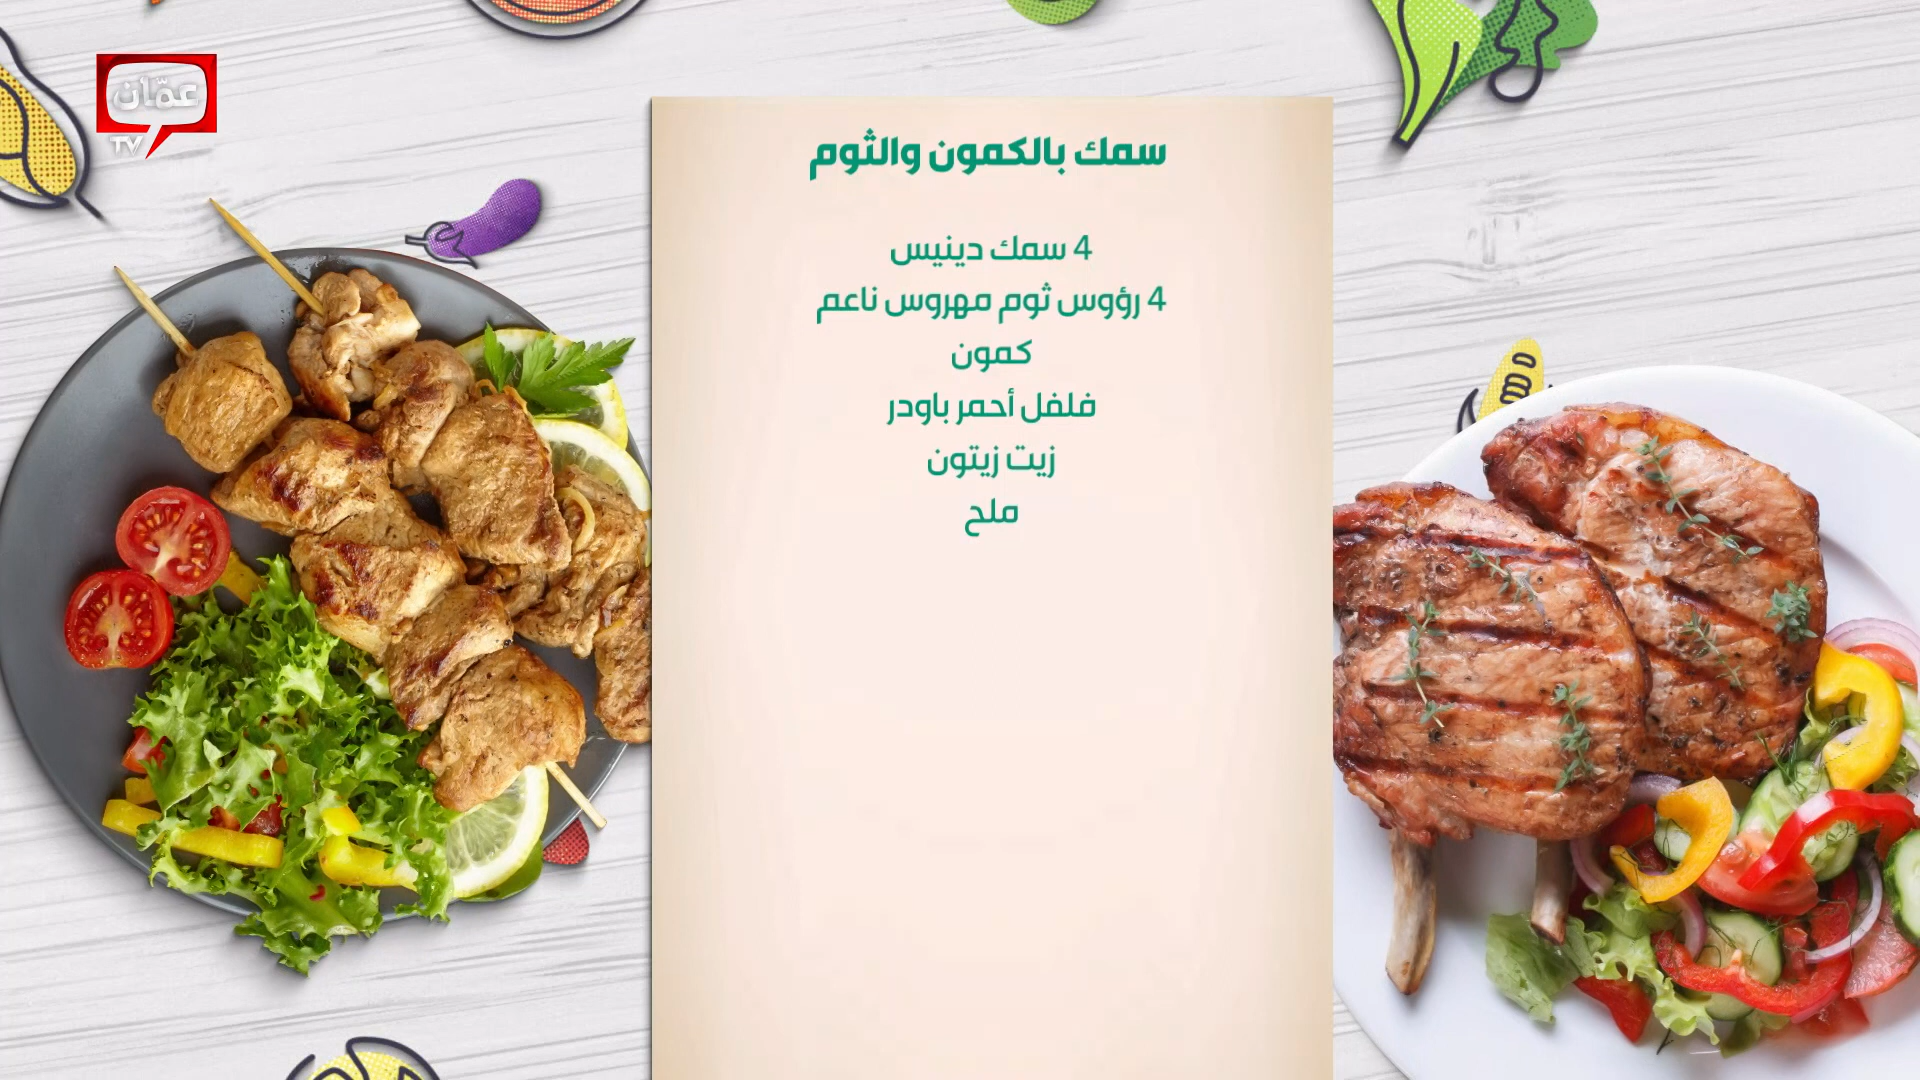 عمّان
TV
سمك بالكمون والثوم
4 سمك دينيس
4 رؤوس ثوم مهروس ناعم
كمون
فلفل أحمر باودر
زيت زيتون
ملح